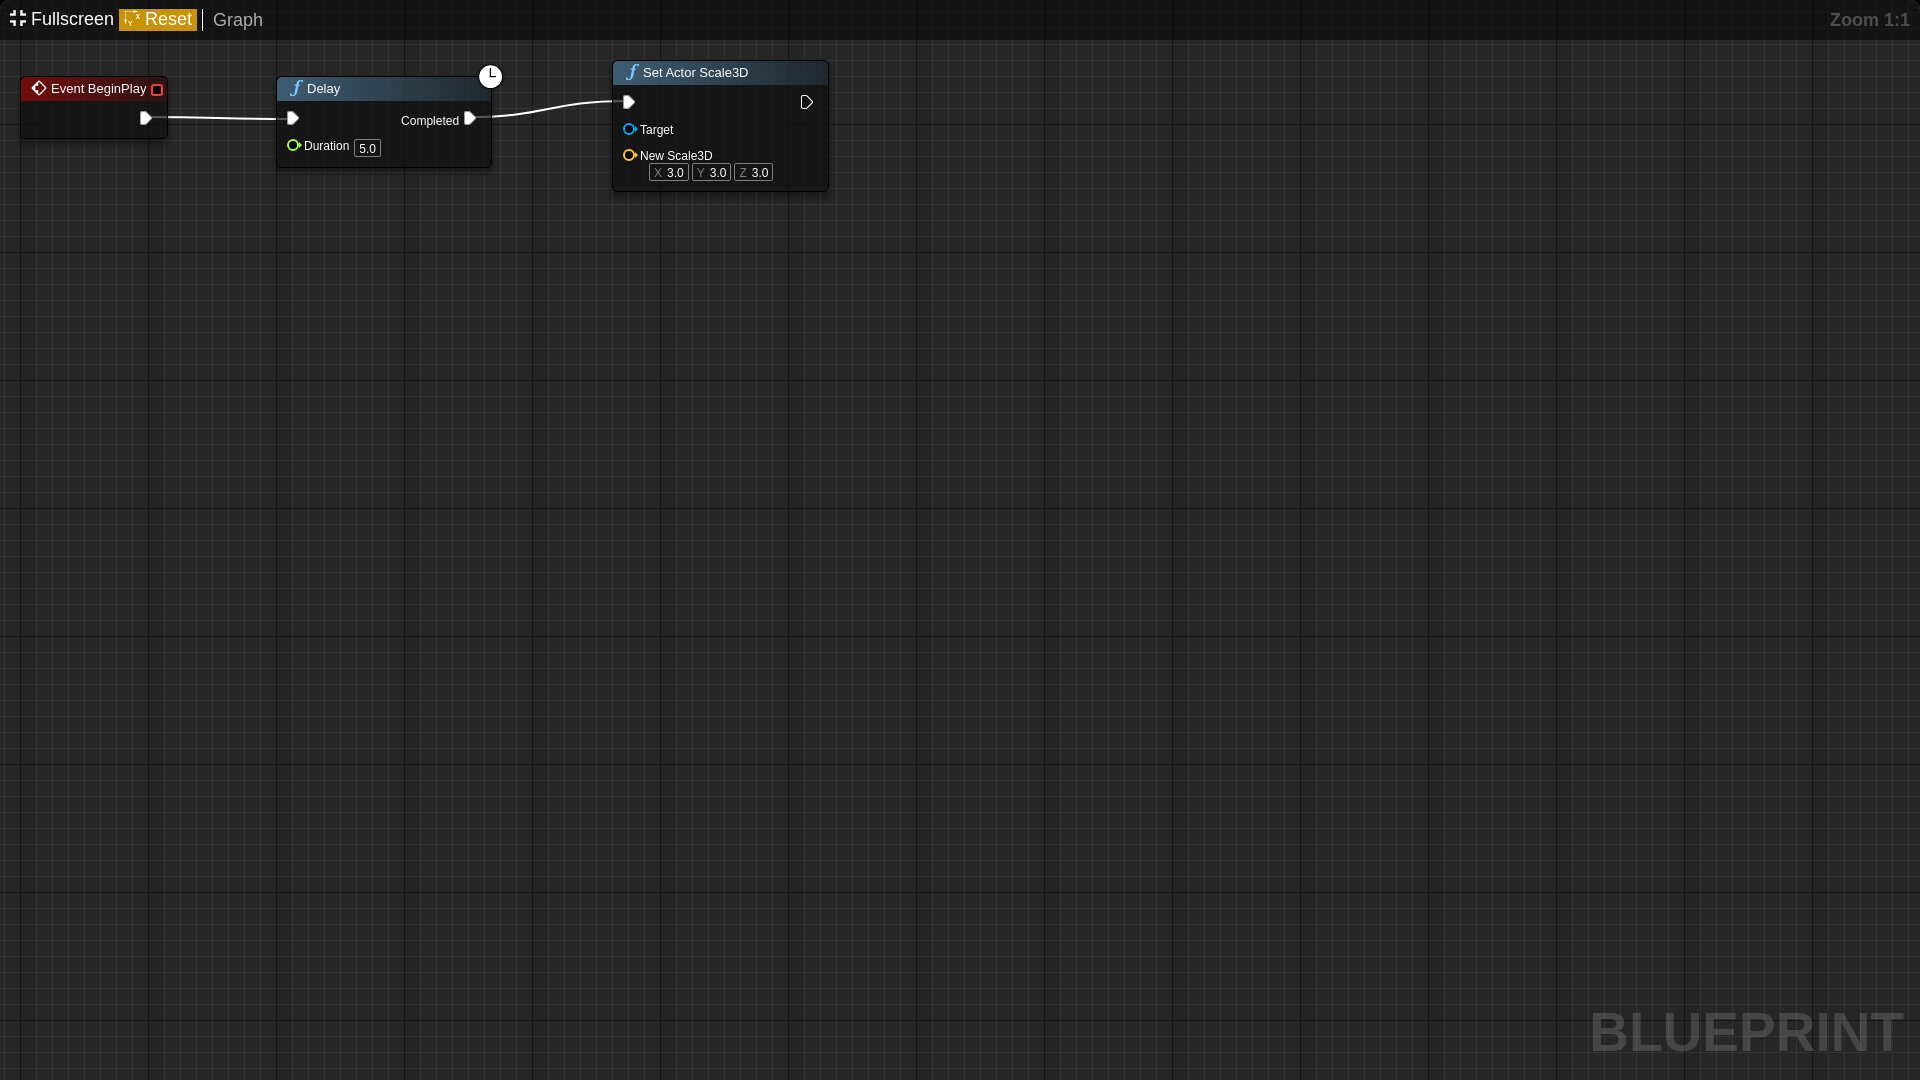 Fullscreen Reset Graph Zoom 1:1
Event BeginPlay
Delay
Completed
Duration 5.0
Set Actor Scale3D
Target
New Scale3D
X 3.0 Y 3.0 Z 3.0
BLUEPRINT